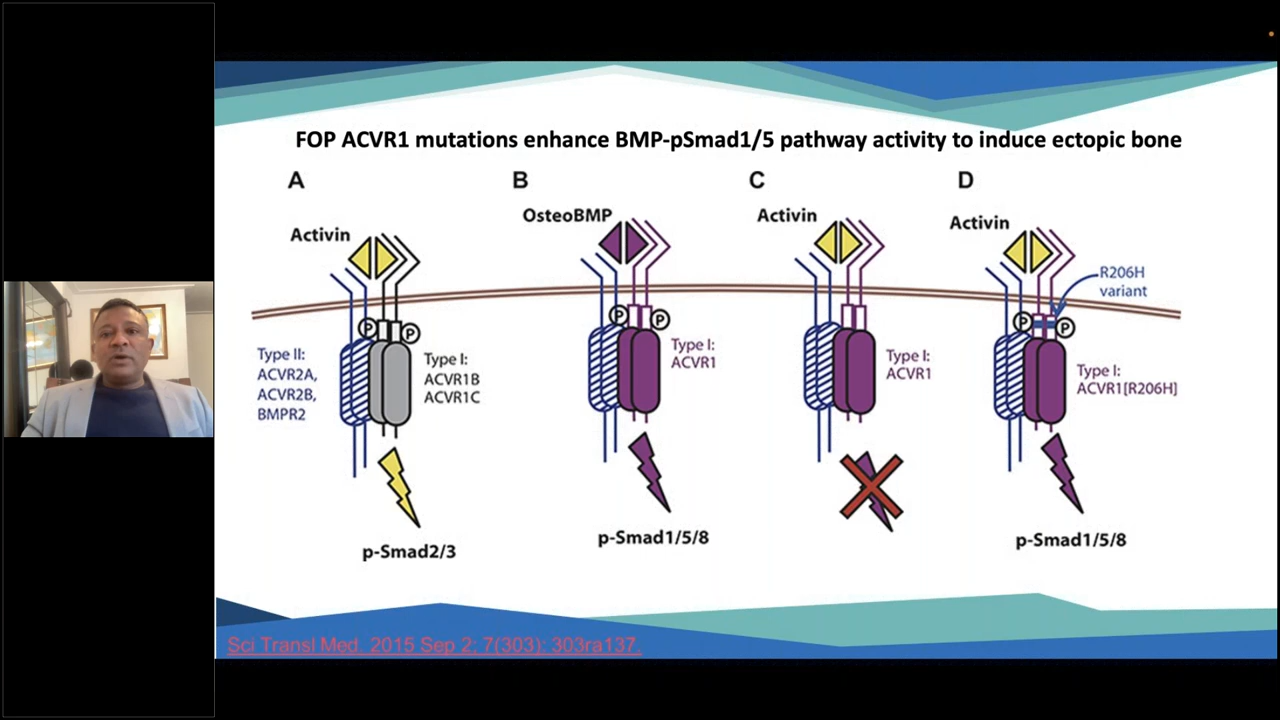 FOP ACVR1 mutations enhance BMP-pSmad1/5 pathway activity to induce ectopic bone
A
Activin
P
P
Type II:
ACVR2A,
ACVR2B,
BMPR2
Type I:
ACVR1B
ACVR1C
p-Smad2/3
B
OsteoBMP
P
P
Type I:
ACVR1
p-Smad1/5/8
C
Activin
Type I:
ACVR1
D
Activin
R206H
variant
P
P
Type I:
ACVR1[R206H]
p-Smad1/5/8
Sci Transl Med. 2015 Sep 2; 7(303): 303ra137.